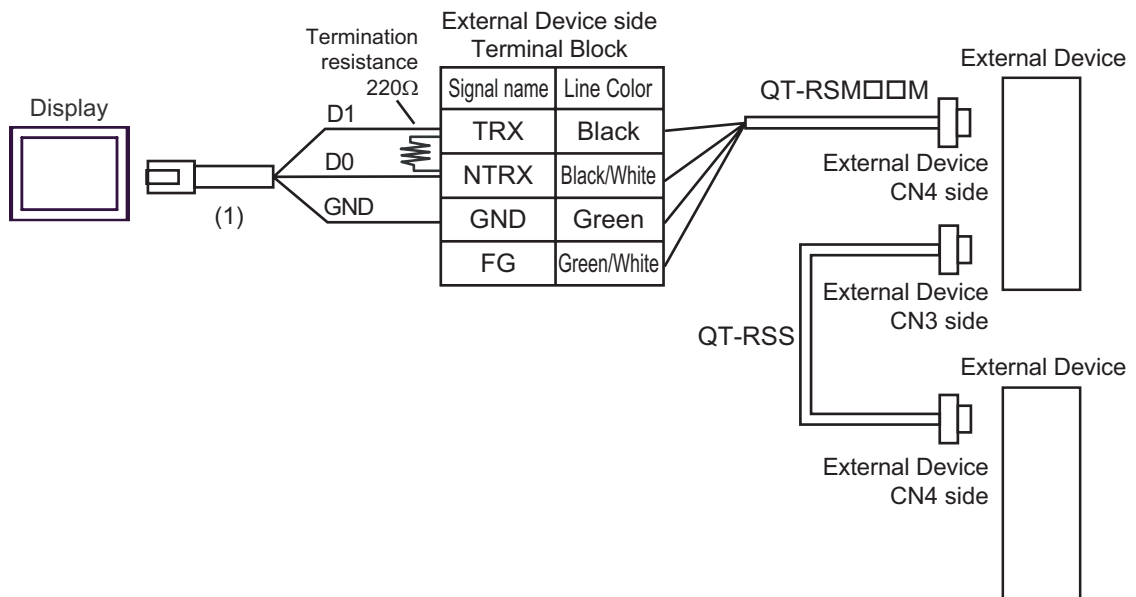 External Device side
Terminal Block
Termination
resistance
220Ω
Signal name Line Color
TRX Black
NTRX Black/White
GND Green
FG Green/White
Display
(1)
D1
D0
GND
QT-RSM□□M
External Device
External Device
CN4 side
External Device
CN3 side
QT-RSS
External Device
External Device
CN4 side